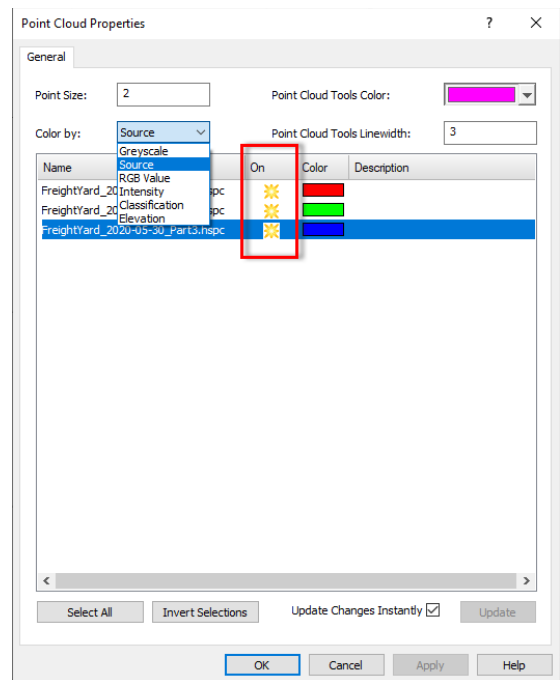 Point Cloud Properties ? ×
General
Point Size: 2 Point Cloud Tools Color:
Color by: Source Point Cloud Tools Linewidth: 3
Greyscale
Source
RGB Value
Intensity
Classification
Elevation
Name On Color Description
FreightYard_20 spc
FreightYard_20 spc
FreightYard_2020-05-30_Part3.hspc
Select All Invert Selections Update Changes Instantly Update
OK Cancel Apply Help